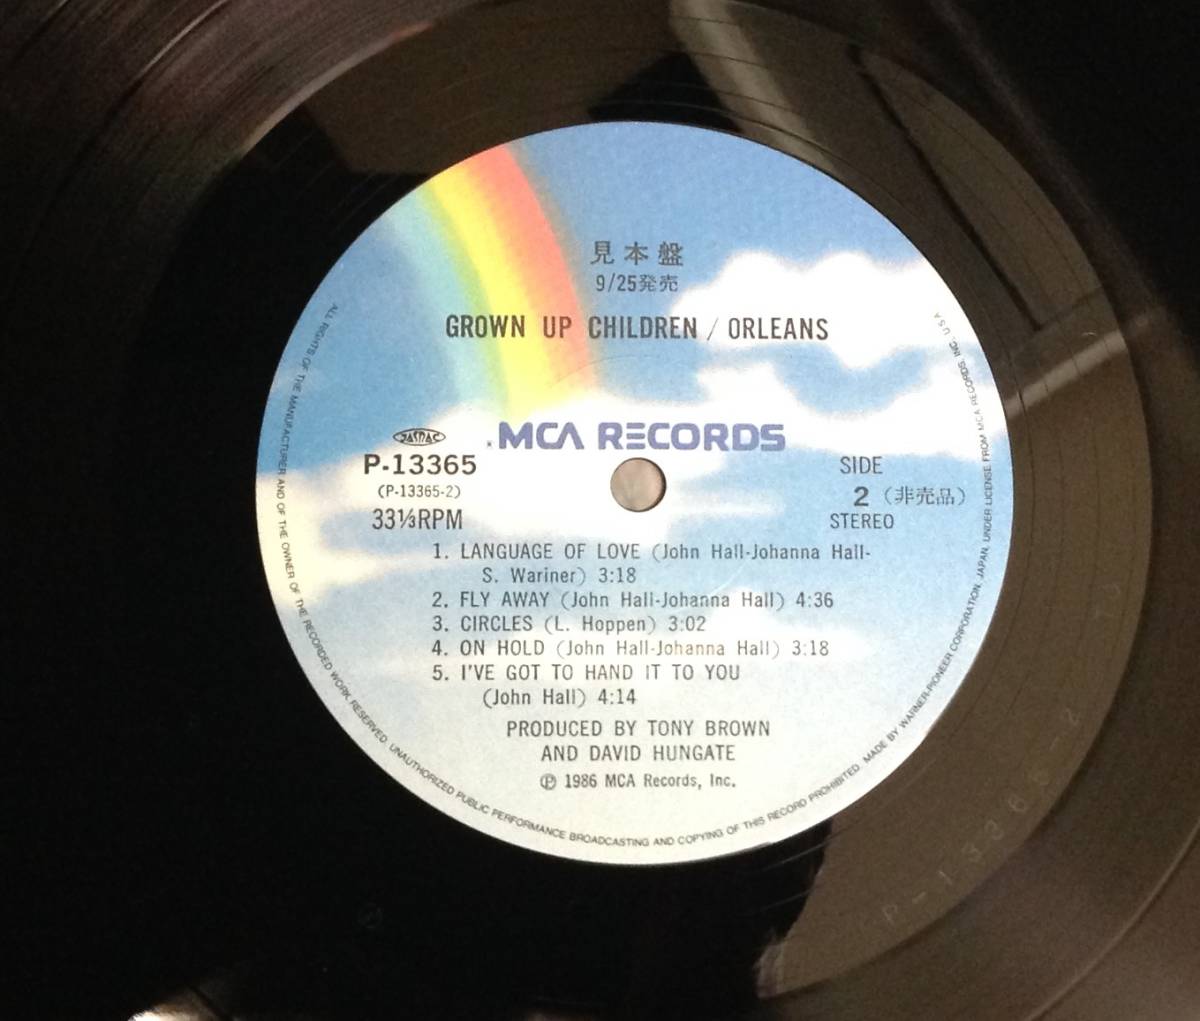 見本盤
9/25発売
GROWN UP CHILDREN / ORLEANS
JASRAC
MCA RECORDS
P-13365
(P-13365-2)
33⅓RPM
SIDE
2 (非売品)
STEREO
1. LANGUAGE OF LOVE (John Hall-Johanna Hall-
S. Wariner) 3:18
2. FLY AWAY (John Hall-Johanna Hall) 4:36
3. CIRCLES (L. Hoppen) 3:02
4. ON HOLD (John Hall-Johanna Hall) 3:18
5. I'VE GOT TO HAND IT TO YOU
(John Hall) 4:14
PRODUCED BY TONY BROWN
AND DAVID HUNGATE
Ⓟ 1986 MCA Records, Inc.
ALL RIGHTS OF THE MANUFACTURER AND OF THE OWNER OF THE RECORDED WORK RESERVED. UNAUTHORIZED PUBLIC PERFORMANCE BROADCASTING AND COPYING OF THIS RECORD PROHIBITED. MADE BY WARNER-PIONEER CORPORATION, JAPAN, UNDER LICENSE FROM MCA RECORDS, INC., U.S.A.
P-13365-2